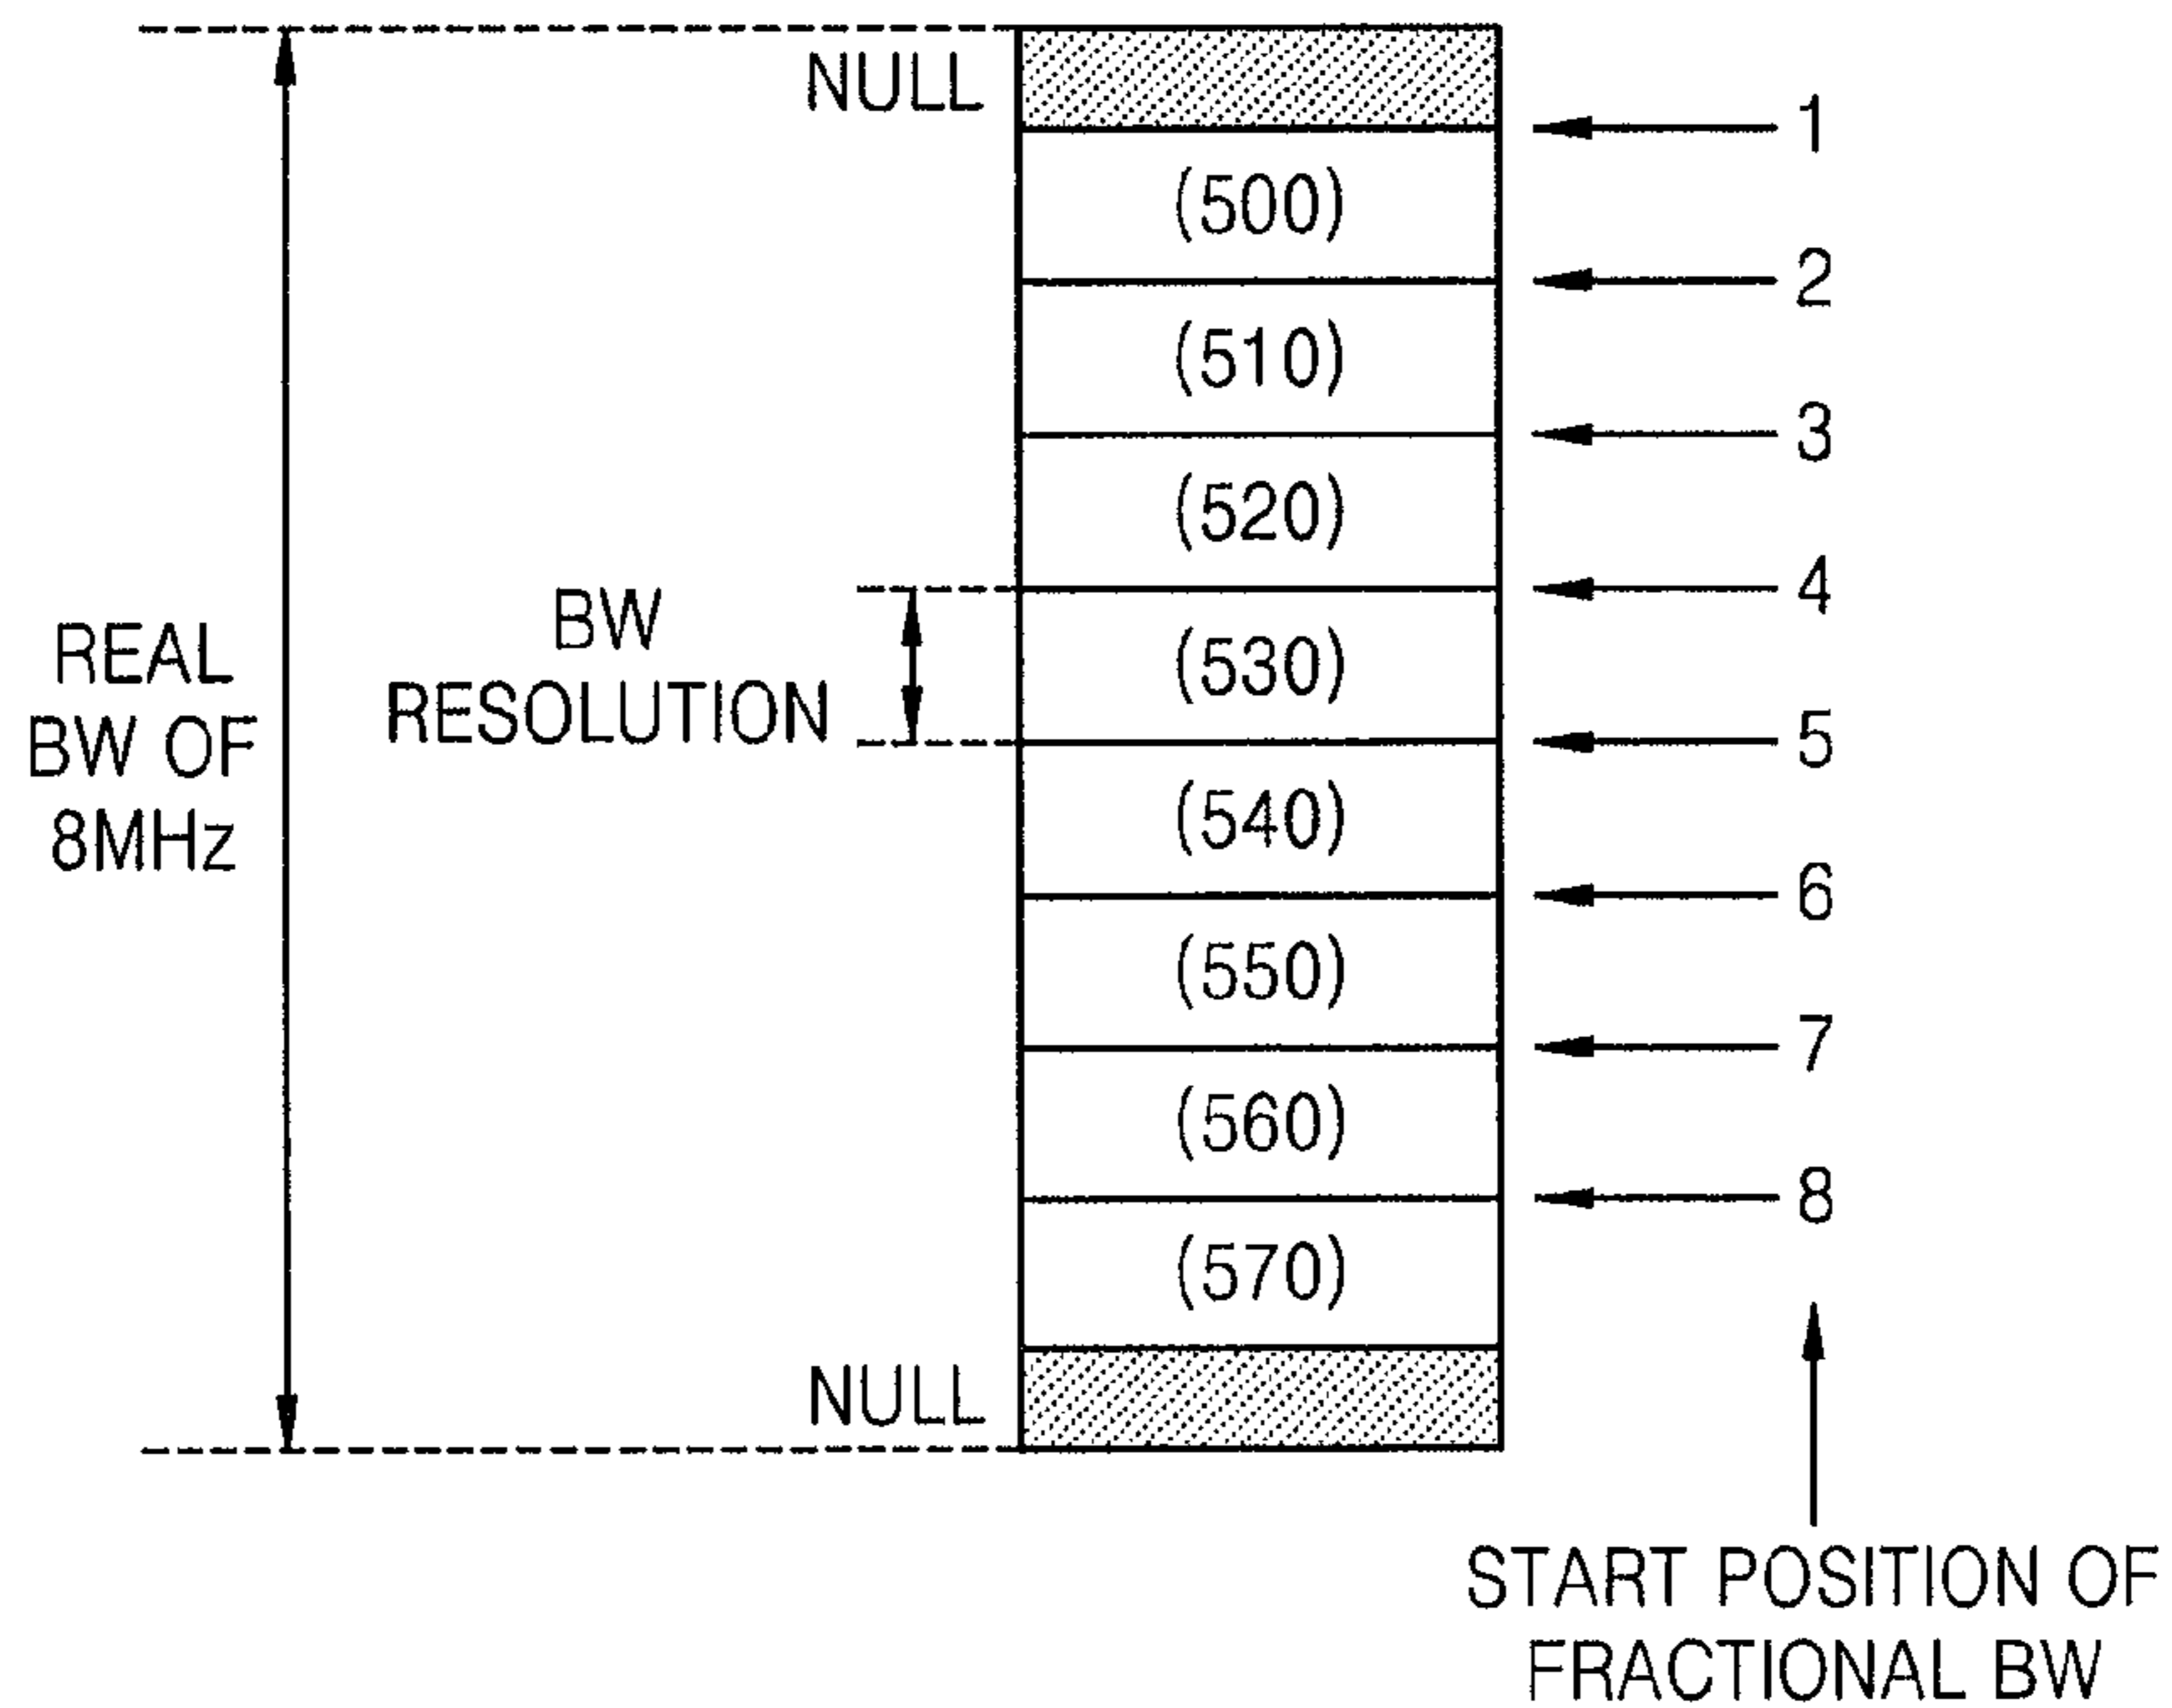 NULL
1
(500)
2
(510)
3
(520)
4
BW
RESOLUTION
(530)
REAL
BW OF
8MHz
5
(540)
6
(550)
7
(560)
8
(570)
NULL
START POSITION OF
FRACTIONAL BW